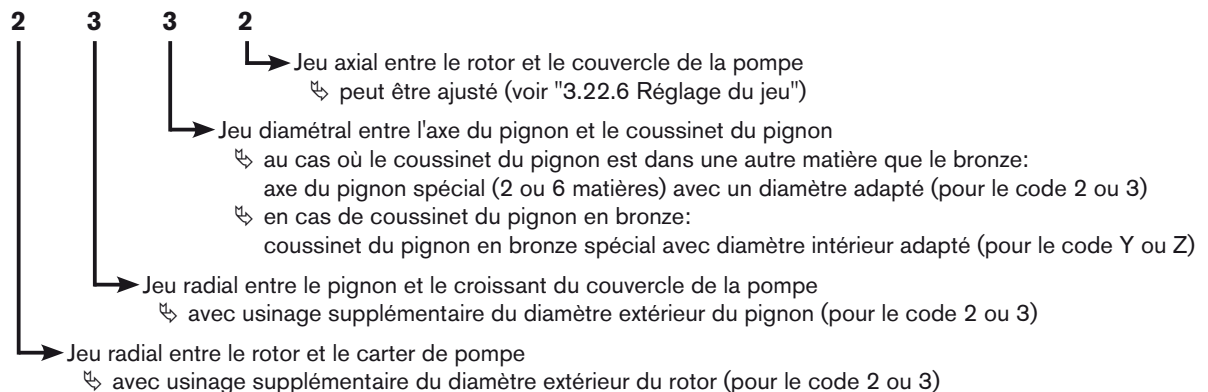 2 3 3 2
Jeu axial entre le rotor et le couvercle de la pompe
peut être ajusté (voir "3.22.6 Réglage du jeu")
Jeu diamétral entre l'axe du pignon et le coussinet du pignon
au cas où le coussinet du pignon est dans une autre matière que le bronze:
axe du pignon spécial (2 ou 6 matières) avec un diamètre adapté (pour le code 2 ou 3)
en cas de coussinet du pignon en bronze:
coussinet du pignon en bronze spécial avec diamètre intérieur adapté (pour le code Y ou Z)
Jeu radial entre le pignon et le croissant du couvercle de la pompe
avec usinage supplémentaire du diamètre extérieur du pignon (pour le code 2 ou 3)
Jeu radial entre le rotor et le carter de pompe
avec usinage supplémentaire du diamètre extérieur du rotor (pour le code 2 ou 3)